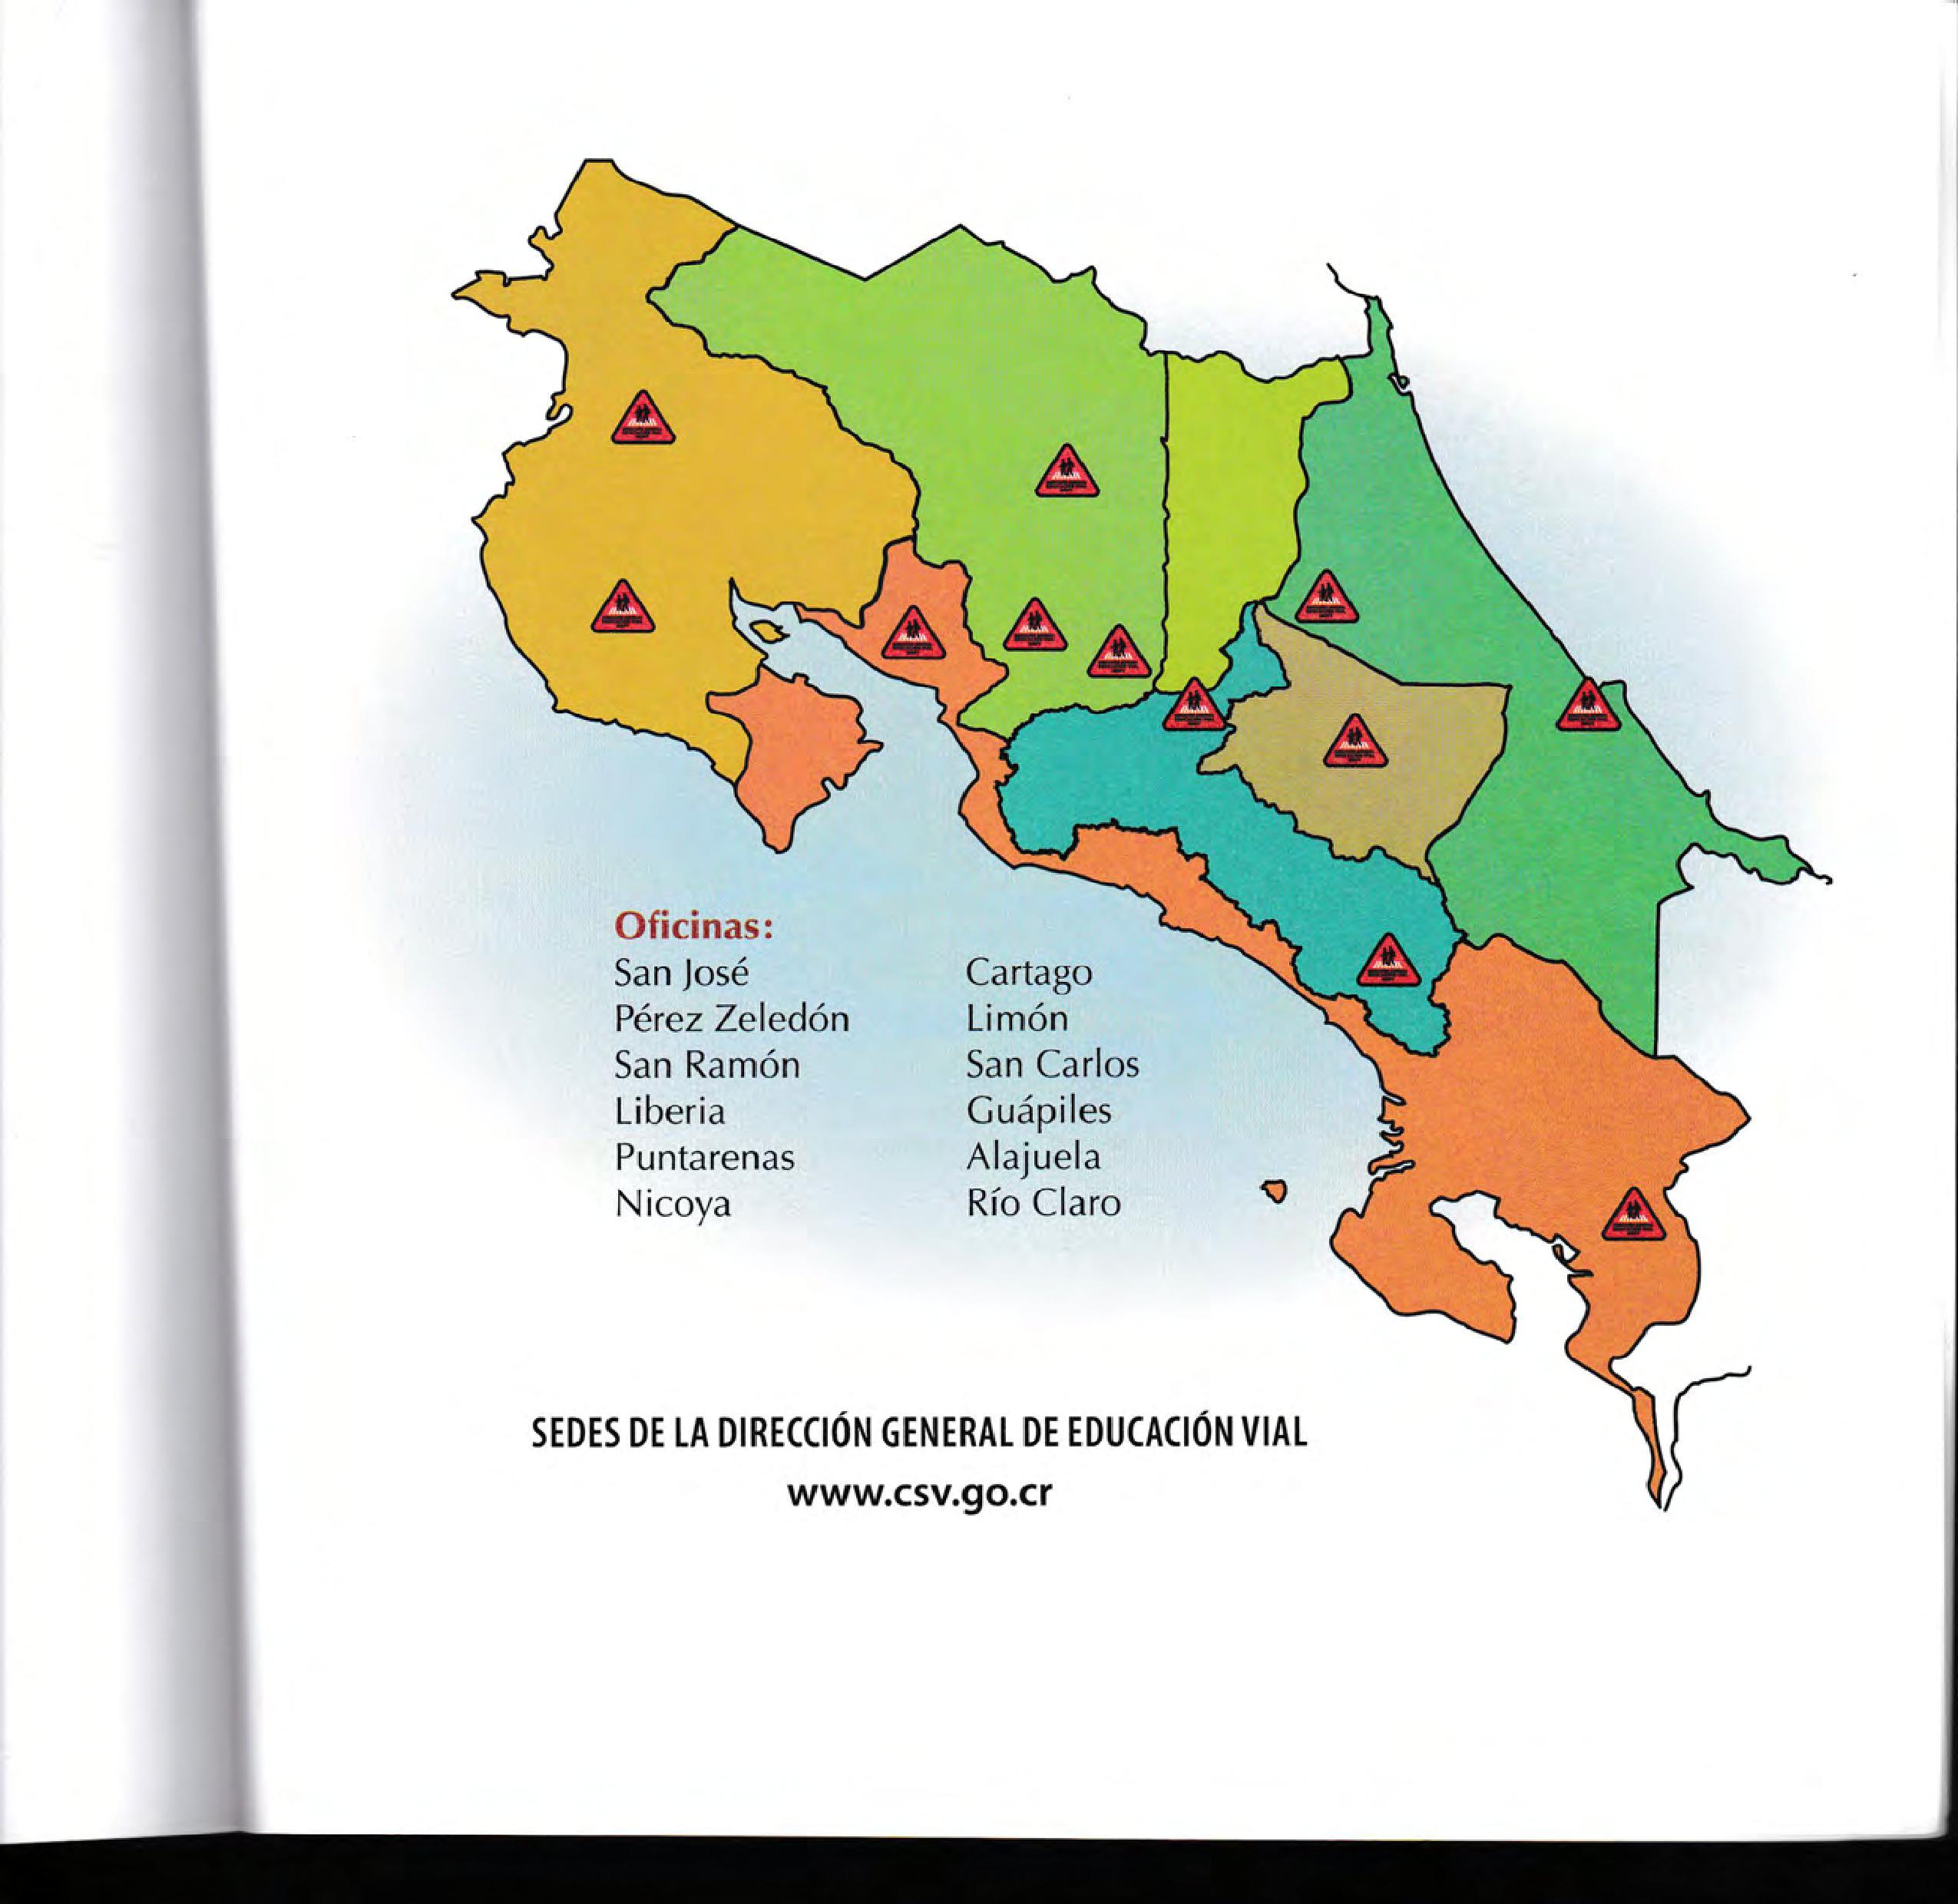 Oficinas:
San José
Pérez Zeledón
San Ramón
Liberia
Puntarenas
Nicoya
Cartago
Limón
San Carlos
Guápiles
Alajuela
Río Claro
SEDES DE LA DIRECCIÓN GENERAL DE EDUCACIÓN VIAL
www.csv.go.cr